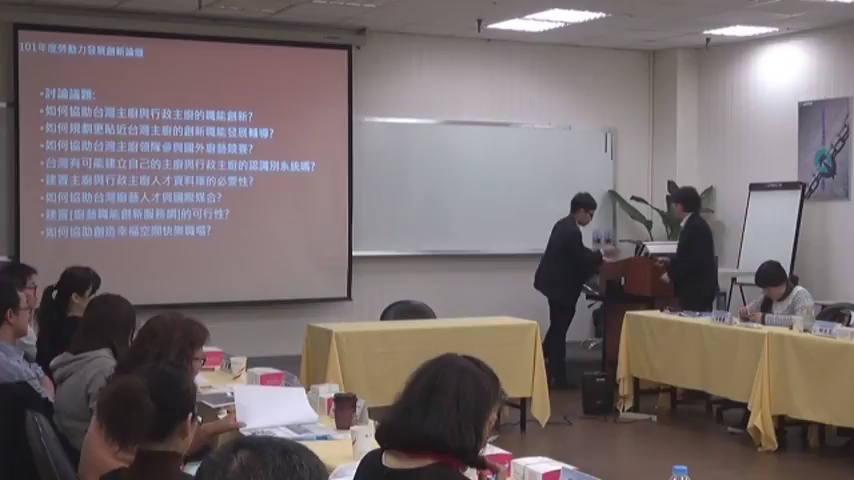 101年度勞動力發展創新論壇
•討論議題:
•如何協助台灣主廚與行政主廚的職能創新?
•如何規劃更貼近台灣主廚的創新職能發展輔導?
•如何協助台灣主廚領隊參與國外廚藝競賽?
•台灣有可能建立自己的主廚與行政主廚的認識別系統嗎?
•建置主廚與行政主廚人才資料庫的必要性?
•如何協助台灣廚藝人才與國際媒合?
•建置[廚藝職能創新服務網]的可行性?
•如何協助創造幸福空間快樂職場?